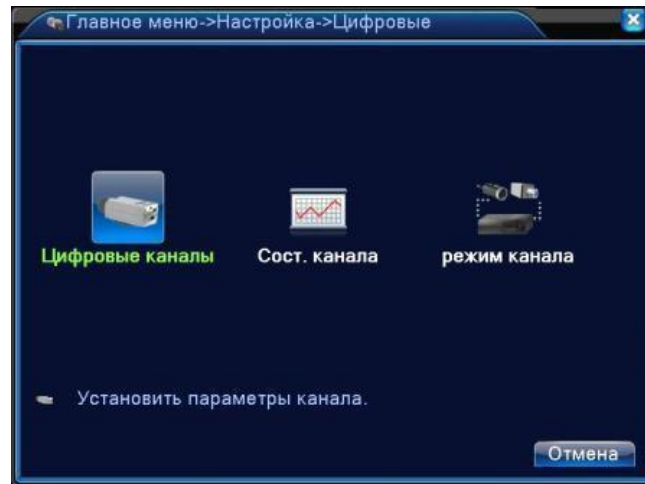 Главное меню->Настройка->Цифровые
Цифровые каналы
Сост. канала
режим канала
Установить параметры канала.
Отмена